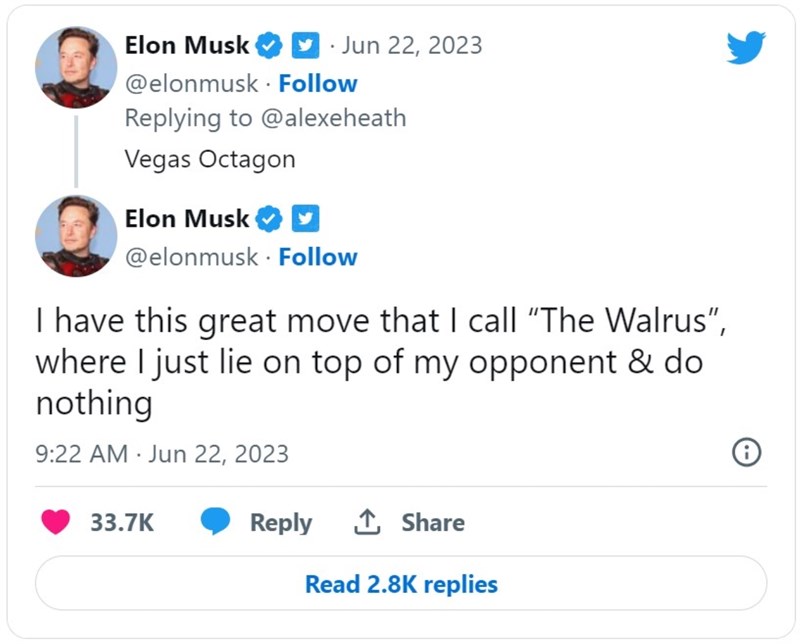 Elon Musk · Jun 22, 2023
@elonmusk · Follow
Replying to @alexeheath
Vegas Octagon
Elon Musk
@elonmusk · Follow
I have this great move that I call “The Walrus”,
where I just lie on top of my opponent & do
nothing
9:22 AM · Jun 22, 2023
33.7K Reply Share
Read 2.8K replies